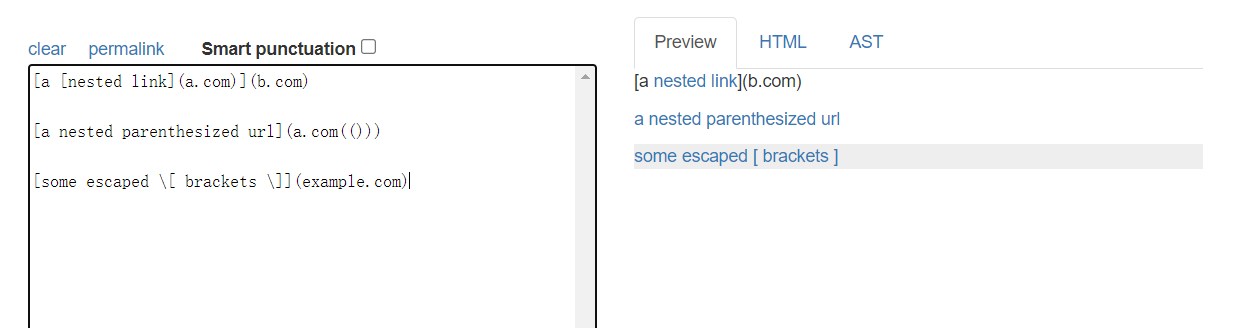 clear permalink Smart punctuation
Preview HTML AST
[a [nested link](a.com)](b.com)
[a nested parenthesized url](a.com(()))
[some escaped \[ brackets \]](example.com)
[a nested link](b.com)
a nested parenthesized url
some escaped [ brackets ]